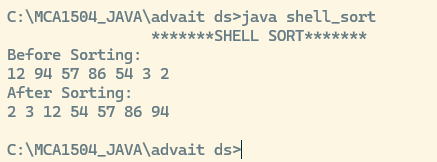 C:\MCA1504_JAVA\advait ds>java shell_sort
*******SHELL SORT*******
Before Sorting:
12 94 57 86 54 3 2
After Sorting:
2 3 12 54 57 86 94
C:\MCA1504_JAVA\advait ds>